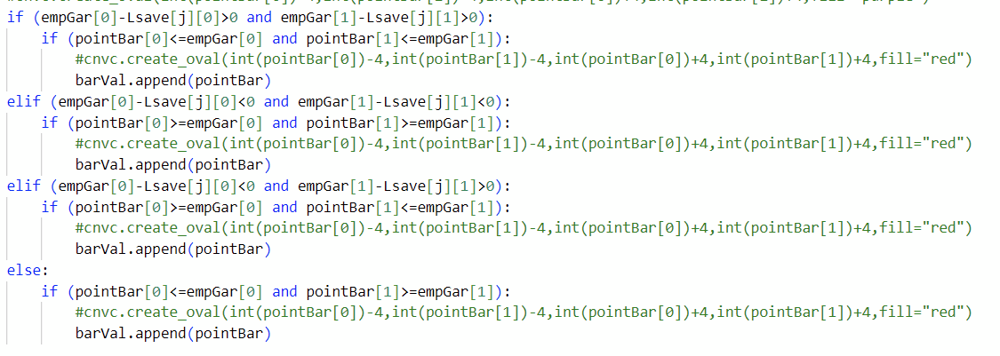 if (empGar[0]-Lsave[j][0]>0 and empGar[1]-Lsave[j][1]>0):
if (pointBar[0]<=empGar[0] and pointBar[1]<=empGar[1]):
#cnvc.create_oval(int(pointBar[0])-4,int(pointBar[1])-4,int(pointBar[0])+4,int(pointBar[1])+4,fill="red")
barVal.append(pointBar)
elif (empGar[0]-Lsave[j][0]<0 and empGar[1]-Lsave[j][1]<0):
if (pointBar[0]>=empGar[0] and pointBar[1]>=empGar[1]):
#cnvc.create_oval(int(pointBar[0])-4,int(pointBar[1])-4,int(pointBar[0])+4,int(pointBar[1])+4,fill="red")
barVal.append(pointBar)
elif (empGar[0]-Lsave[j][0]<0 and empGar[1]-Lsave[j][1]>0):
if (pointBar[0]>=empGar[0] and pointBar[1]<=empGar[1]):
#cnvc.create_oval(int(pointBar[0])-4,int(pointBar[1])-4,int(pointBar[0])+4,int(pointBar[1])+4,fill="red")
barVal.append(pointBar)
else:
if (pointBar[0]<=empGar[0] and pointBar[1]>=empGar[1]):
#cnvc.create_oval(int(pointBar[0])-4,int(pointBar[1])-4,int(pointBar[0])+4,int(pointBar[1])+4,fill="red")
barVal.append(pointBar)